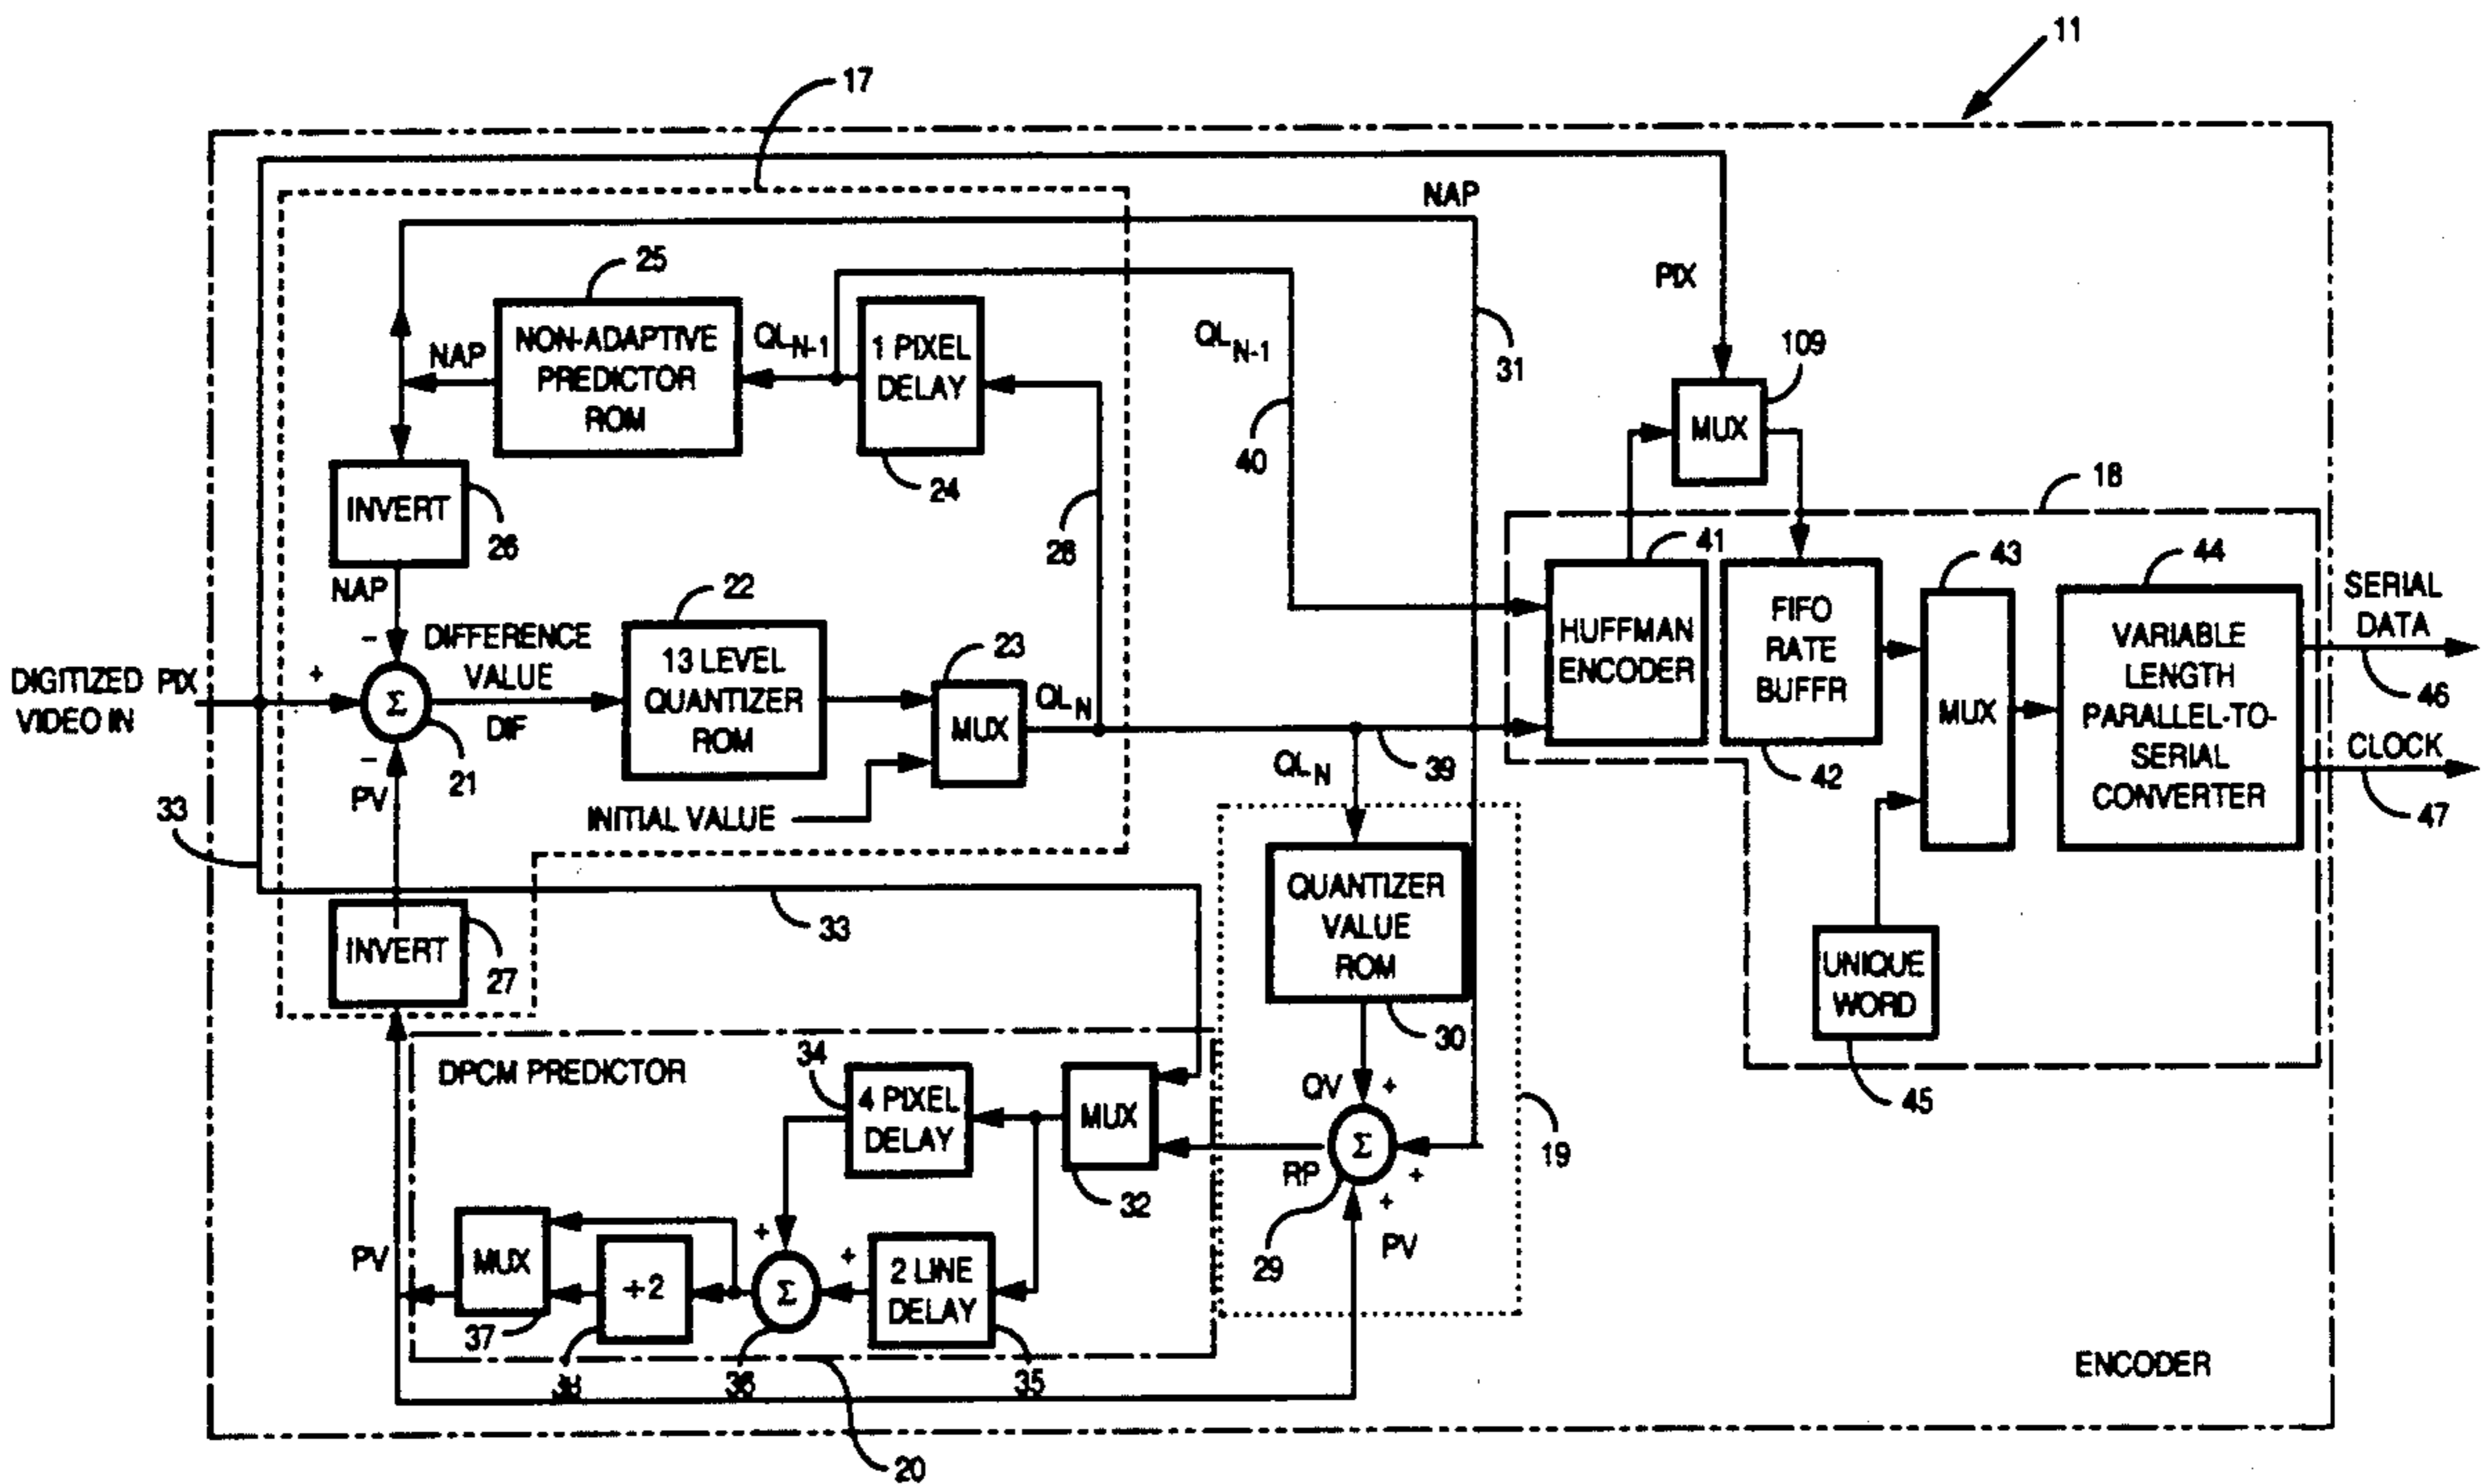 11
17
NAP
25
NON-ADAPTIVE
PREDICTOR
ROM
NAP
QL N-1
1 PIXEL
DELAY
24
QL N-1
40
31
PIX
109
MUX
INVERT
26
NAP
28
18
DIGITIZED PIX
VIDEO IN
+
-
Σ
21
-
PV
DIFFERENCE
VALUE
DIF
22
13 LEVEL
QUANTIZER
ROM
23
MUX
QL N
INITIAL VALUE
39
QL N
41
HUFFMAN
ENCODER
FIFO
RATE
BUFFR
42
43
MUX
44
VARIABLE
LENGTH
PARALLEL-TO-
SERIAL
CONVERTER
SERIAL
DATA
46
CLOCK
47
33
33
INVERT
27
QUANTIZER
VALUE
ROM
30
UNIQUE
WORD
45
DPCM PREDICTOR
34
4 PIXEL
DELAY
MUX
32
QV
+
Σ
RP
+
+
29
PV
19
PV
MUX
37
÷2
+
Σ
36
+
2 LINE
DELAY
35
20
ENCODER